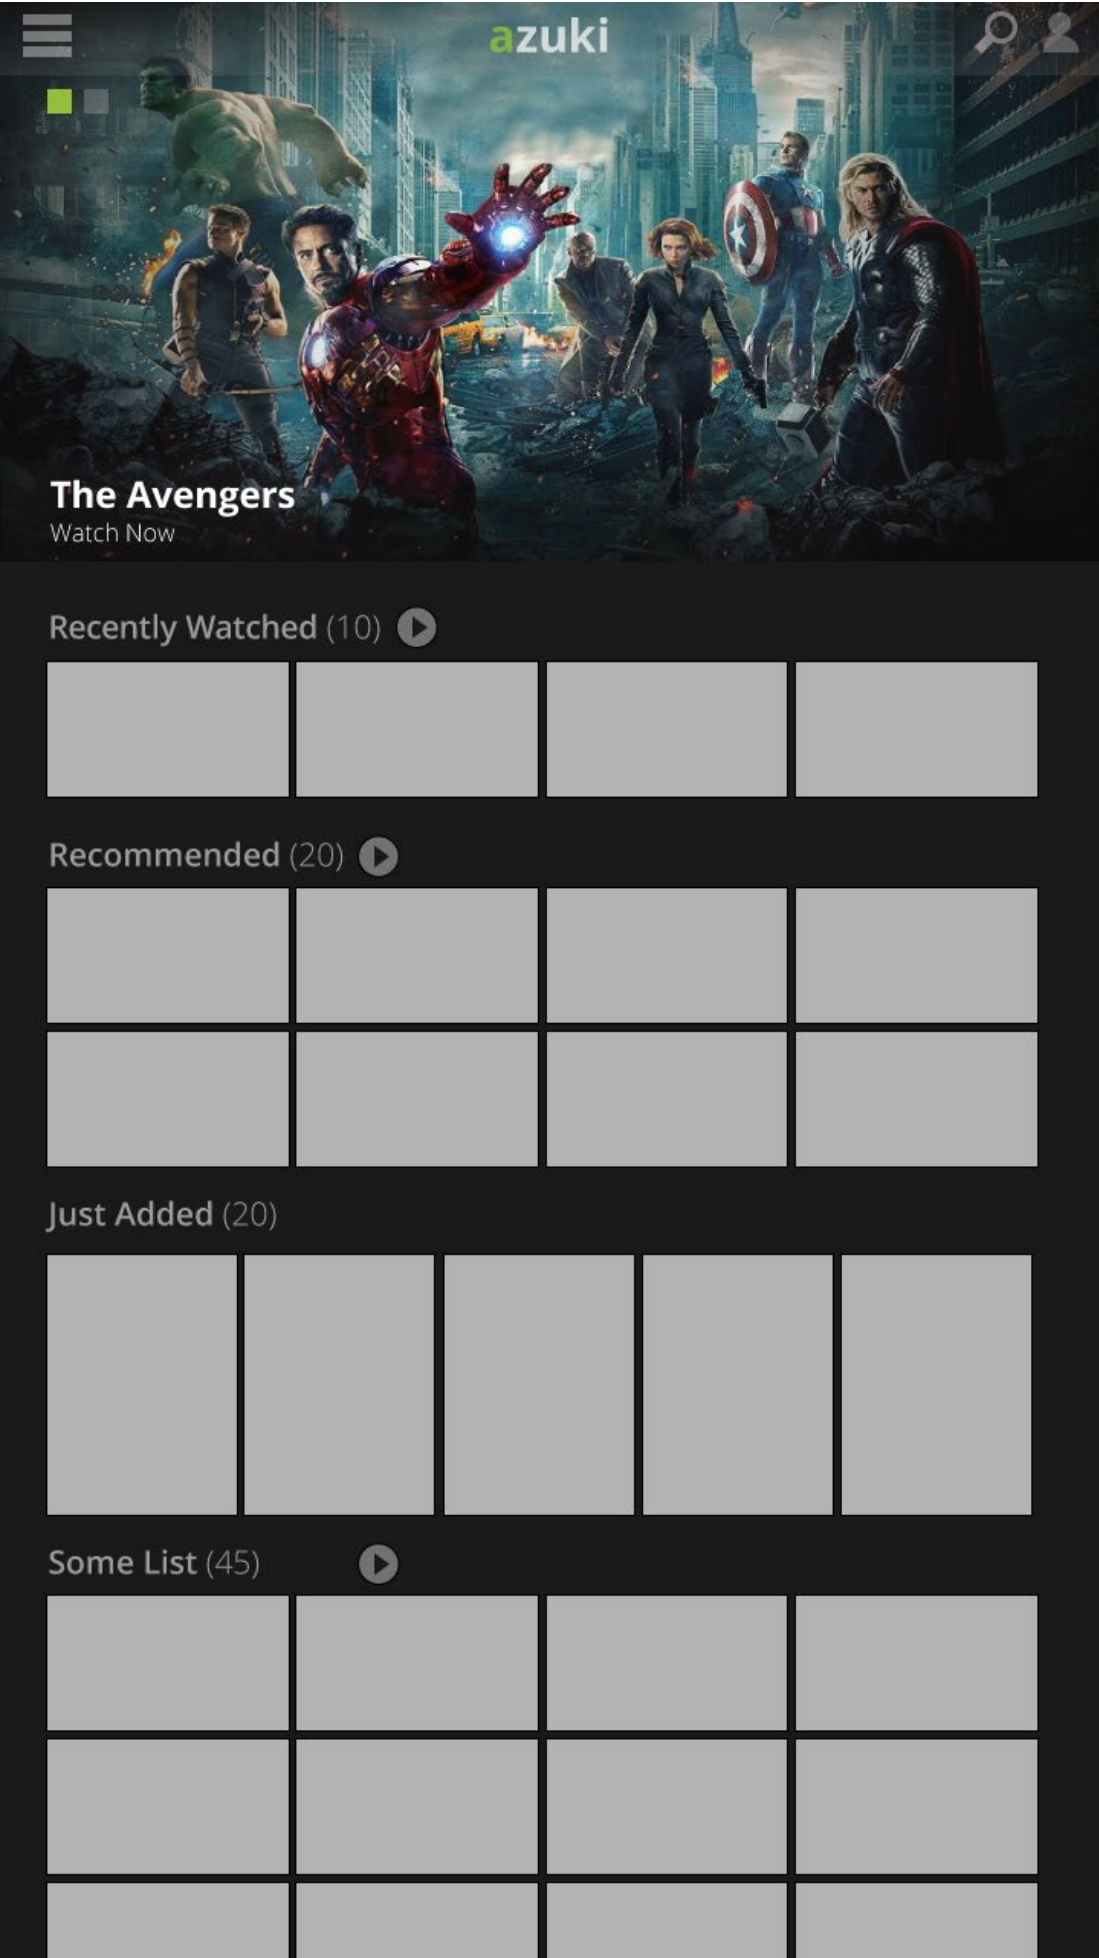 azuki
The Avengers
Watch Now
Recently Watched (10)
Recommended (20)
Just Added (20)
Some List (45)